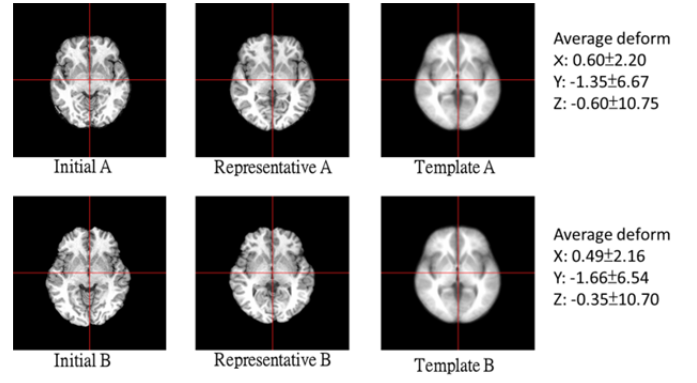 Average deform
X: 0.60±2.20
Y: -1.35±6.67
Z: -0.60±10.75
Initial A
Representative A
Template A
Average deform
X: 0.49±2.16
Y: -1.66±6.54
Z: -0.35±10.70
Initial B
Representative B
Template B